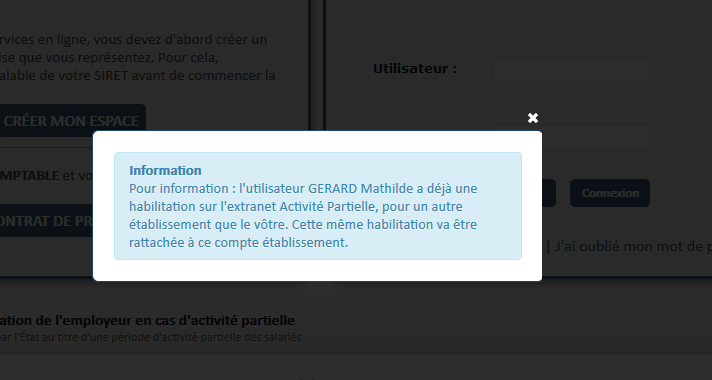 rvices en ligne, vous devez d'abord créer un
ise que vous représentez. Pour cela,
alable de votre SIRET avant de commencer la
CRÉER MON ESPACE
MPTABLE et vo
ONTRAT DE PR
Utilisateur :
Connexion
| J'ai oublié mon mot de p
✖
Information
Pour information : l'utilisateur GERARD Mathilde a déjà une
habilitation sur l'extranet Activité Partielle, pour un autre
établissement que le vôtre. Cette même habilitation va être
rattachée à ce compte établissement.
ation de l'employeur en cas d'activité partielle
par l'État au titre d'une période d'activité partielle des salariés